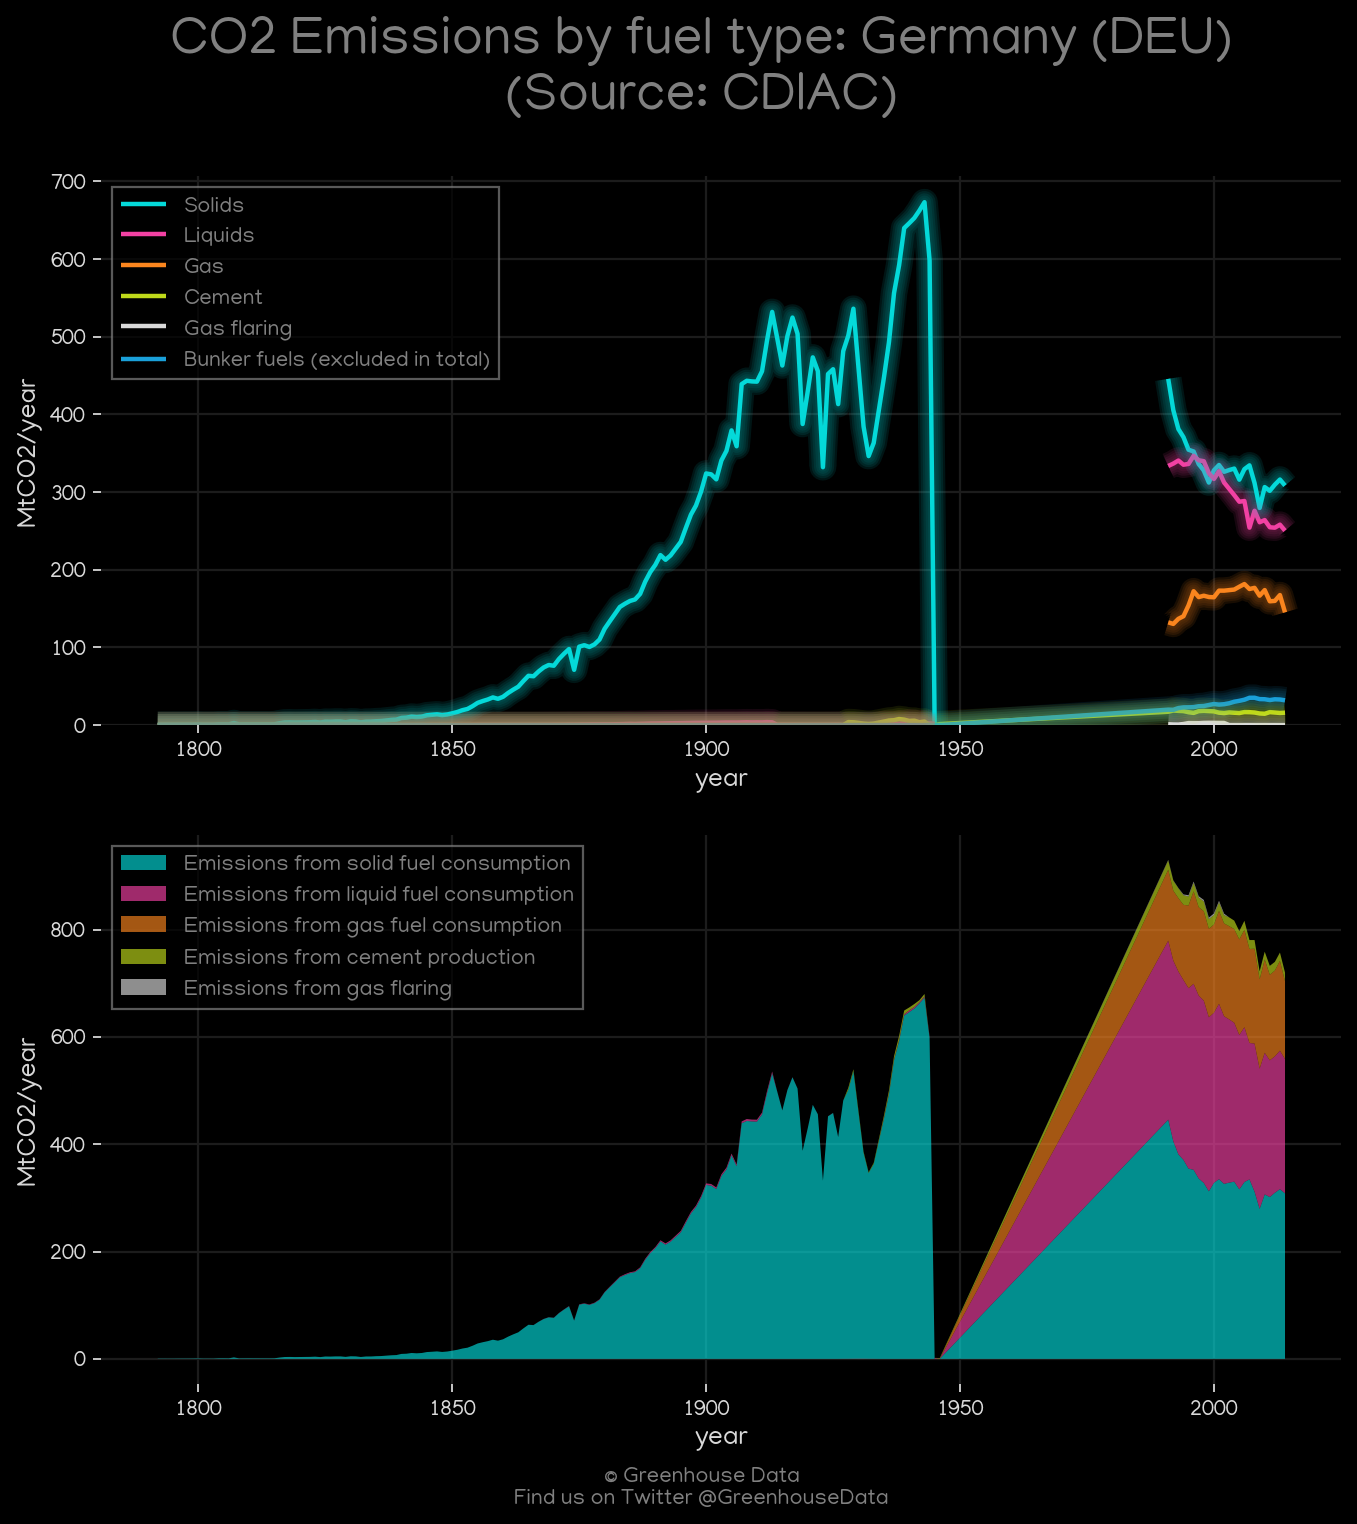 CO2 Emissions by fuel type: Germany (DEU)
(Source: CDIAC)
MtCO2/year
700
600
500
400
300
200
100
0
Solids
Liquids
Gas
Cement
Gas flaring
Bunker fuels (excluded in total)
1800
1850
1900
1950
2000
year
MtCO2/year
800
600
400
200
0
Emissions from solid fuel consumption
Emissions from liquid fuel consumption
Emissions from gas fuel consumption
Emissions from cement production
Emissions from gas flaring
1800
1850
1900
1950
2000
year
© Greenhouse Data
Find us on Twitter @GreenhouseData